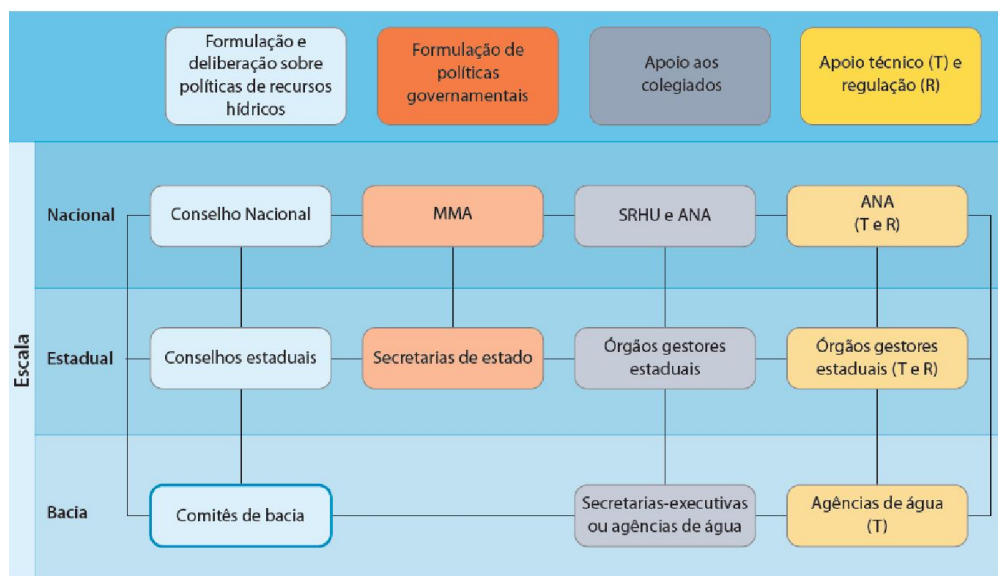 Formulação e
deliberação sobre
políticas de recursos
hídricos
Formulação de
políticas
governamentais
Apoio aos
colegiados
Apoio técnico (T) e
regulação (R)
Escala
Nacional
Conselho Nacional
MMA
SRHU e ANA
ANA
(T e R)
Estadual
Conselhos estaduais
Secretarias de estado
Órgãos gestores
estaduais
Órgãos gestores
estaduais (T e R)
Bacia
Comitês de bacia
Secretarias-executivas
ou agências de água
Agências de água
(T)